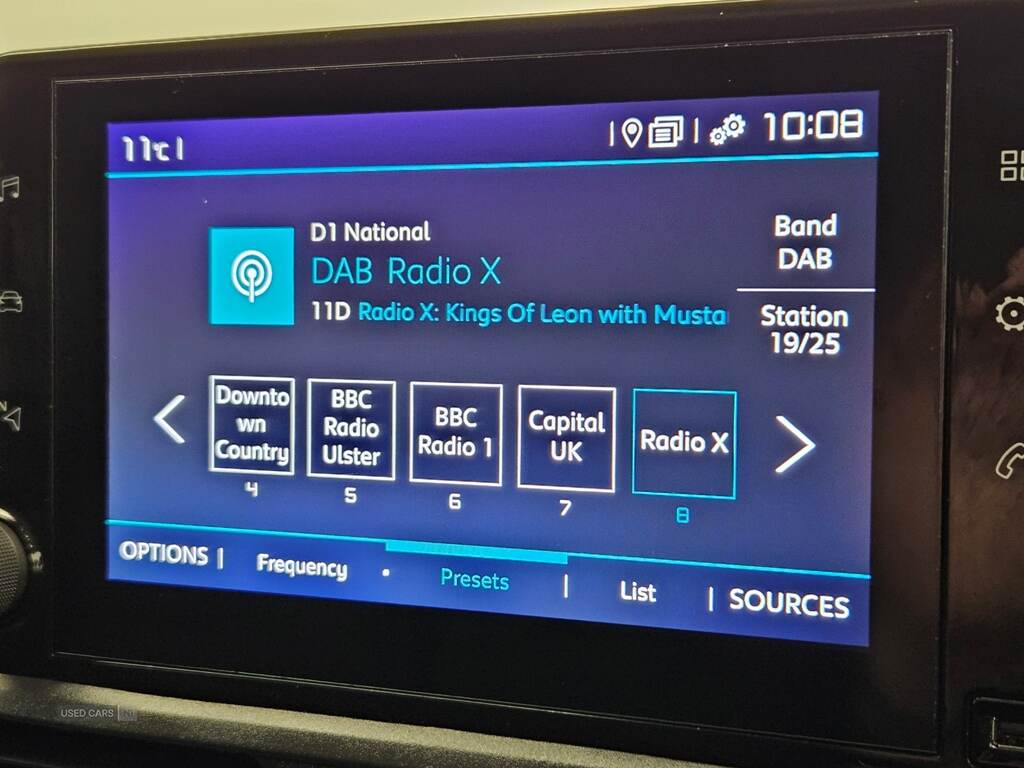 11°C
10:08
D1 National
DAB Radio X
11D Radio X: Kings Of Leon with Musta
Band
DAB
Station
19/25
Downto
wn
Country
4
BBC
Radio
Ulster
5
BBC
Radio 1
6
Capital
UK
7
Radio X
8
OPTIONS
Frequency
Presets
List
SOURCES
USED CARS NI